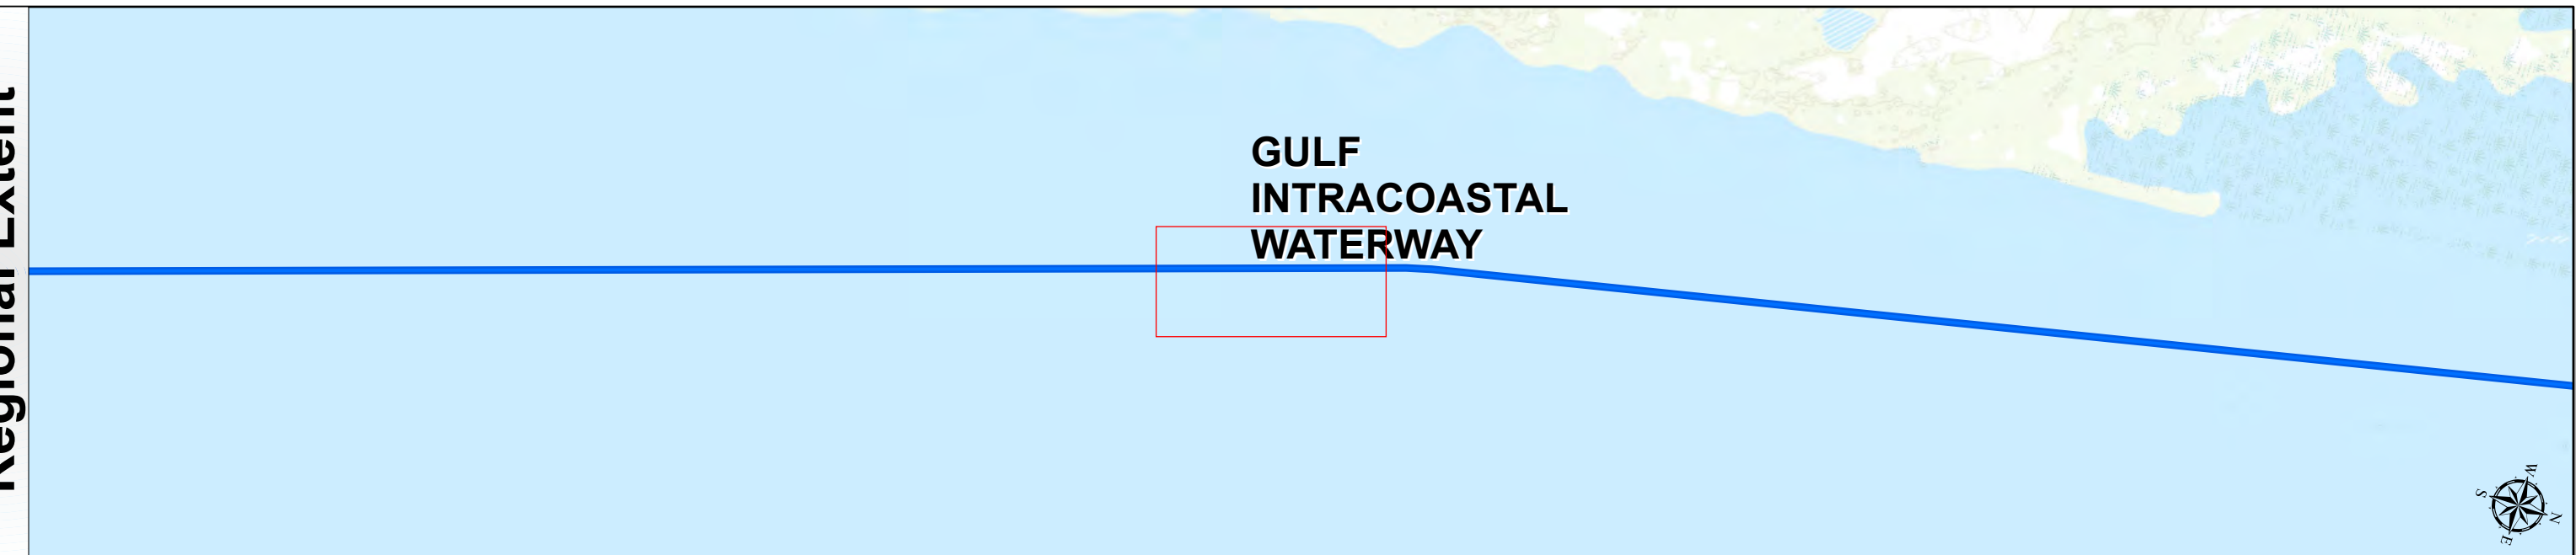 Regional Extent
GULF
INTRACOASTAL
WATERWAY
W
S
N
E